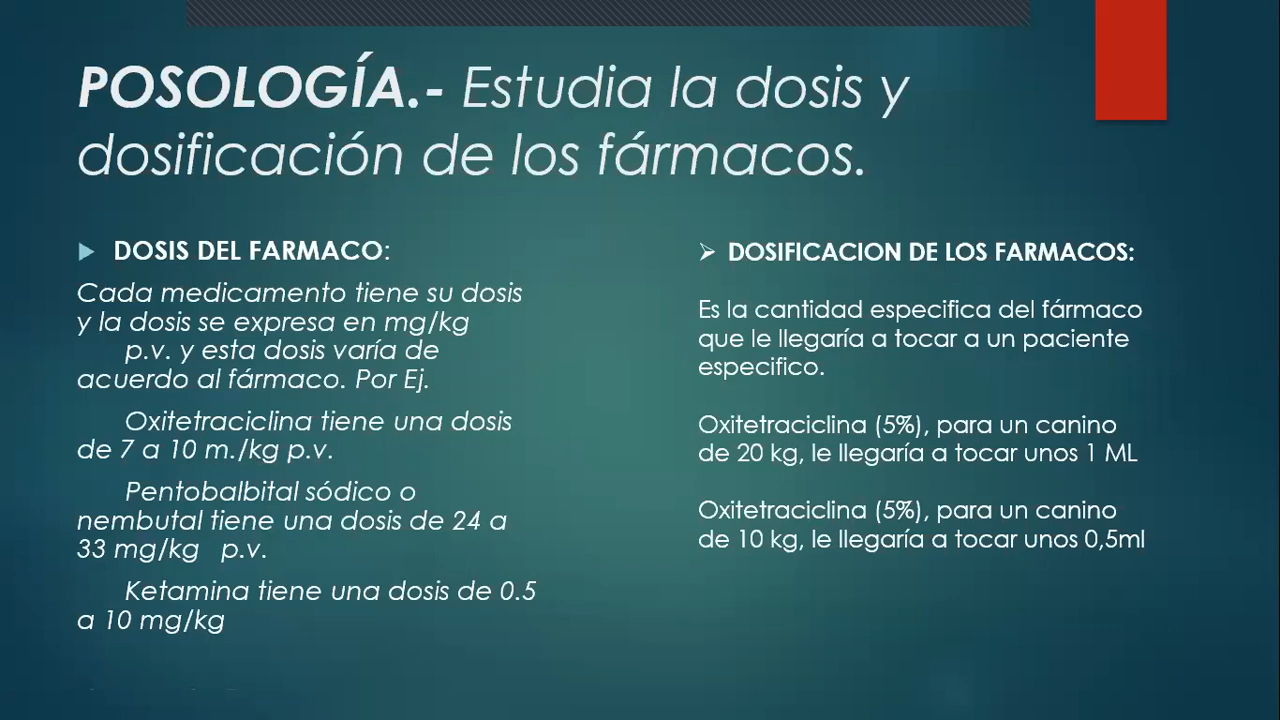 POSOLOGÍA.- Estudia la dosis y
dosificación de los fármacos.
DOSIS DEL FARMACO:
Cada medicamento tiene su dosis
y la dosis se expresa en mg/kg
p.v. y esta dosis varía de
acuerdo al fármaco. Por Ej.
Oxitetraciclina tiene una dosis
de 7 a 10 m./kg p.v.
Pentobalbital sódico o
nembutal tiene una dosis de 24 a
33 mg/kg p.v.
Ketamina tiene una dosis de 0.5
a 10 mg/kg
DOSIFICACION DE LOS FARMACOS:
Es la cantidad especifica del fármaco
que le llegaría a tocar a un paciente
especifico.
Oxitetraciclina (5%), para un canino
de 20 kg, le llegaría a tocar unos 1 ML
Oxitetraciclina (5%), para un canino
de 10 kg, le llegaría a tocar unos 0,5ml